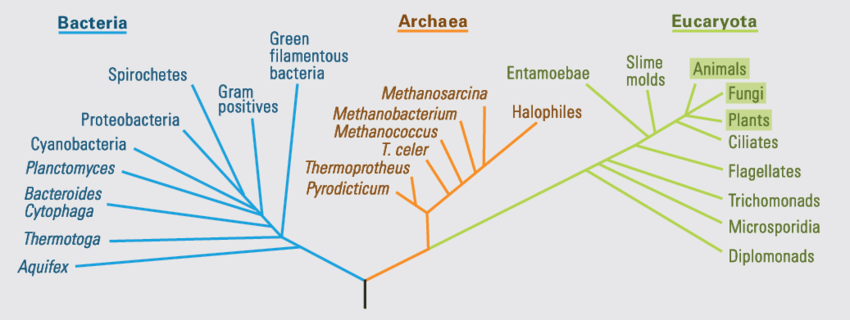 Bacteria
Archaea
Eucaryota
Green
filamentous
bacteria
Spirochetes
Gram
positives
Proteobacteria
Cyanobacteria
Planctomyces
Bacteroides
Cytophaga
Thermotoga
Aquifex
Methanosarcina
Methanobacterium
Halophiles
Methanococcus
T. celer
Thermoprotheus
Pyrodicticum
Entamoebae
Slime
molds
Animals
Fungi
Plants
Ciliates
Flagellates
Trichomonads
Microsporidia
Diplomonads